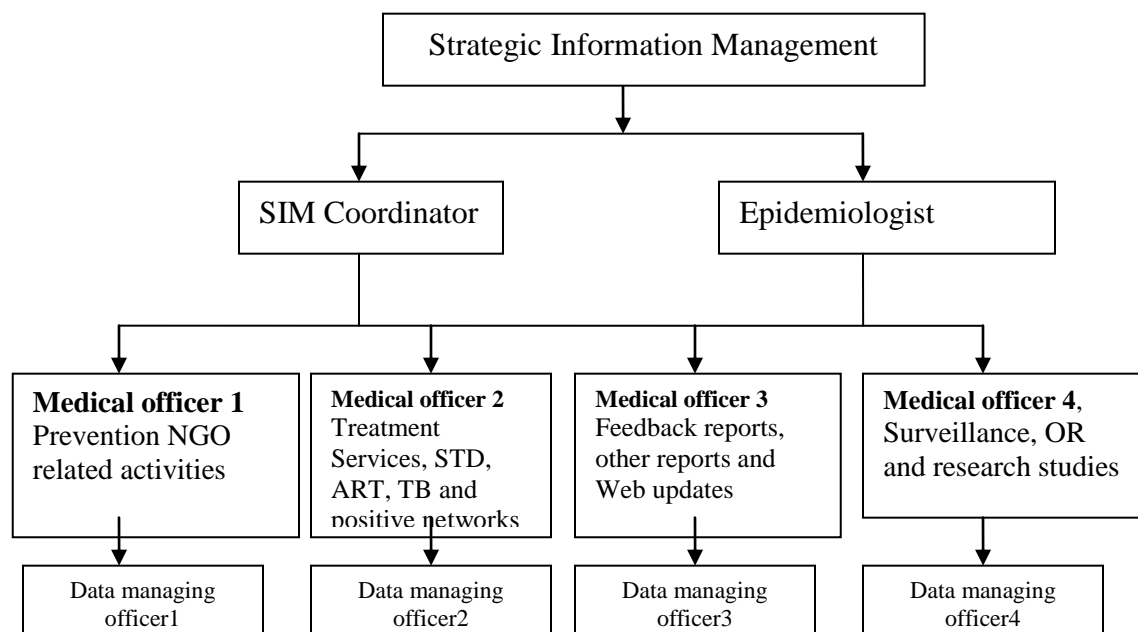 Strategic Information Management
SIM Coordinator
Epidemiologist
Medical officer 1
Prevention NGO
related activities
Medical officer 2
Treatment
Services, STD,
ART, TB and
positive networks
Medical officer 3
Feedback reports,
other reports and
Web updates
Medical officer 4,
Surveillance, OR
and research studies
Data managing
officer1
Data managing
officer2
Data managing
officer3
Data managing
officer4